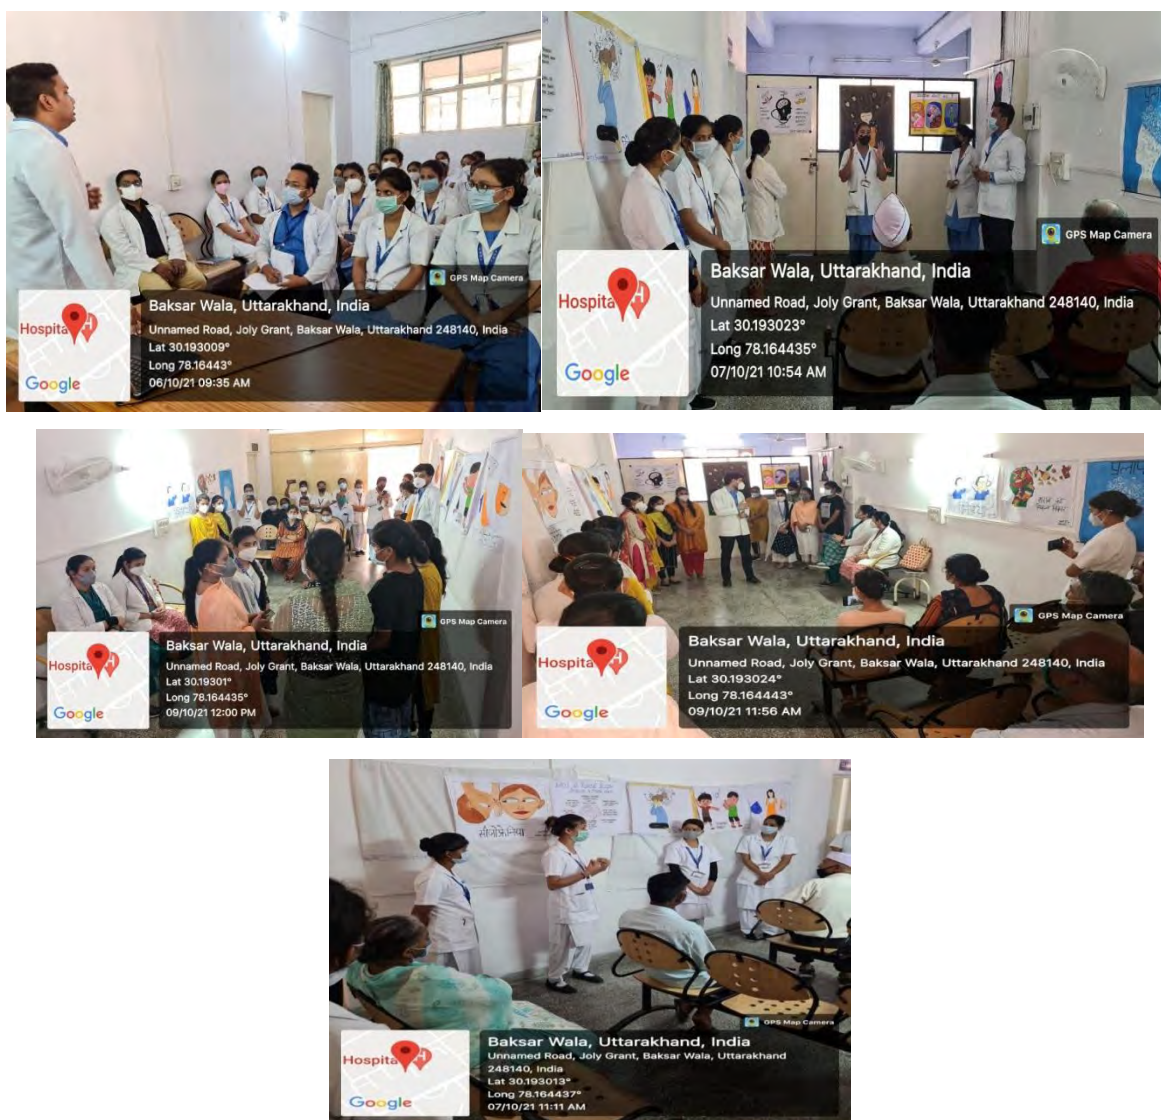 GPS Map Camera
Hospita
Google
Baksar Wala, Uttarakhand, India
Unnamed Road, Joly Grant, Baksar Wala, Uttarakhand 248140, India
Lat 30.193009°
Long 78.16443°
06/10/21 09:35 AM
GPS Map Camera
Hospita
Google
Baksar Wala, Uttarakhand, India
Unnamed Road, Joly Grant, Baksar Wala, Uttarakhand 248140, India
Lat 30.193023°
Long 78.164435°
07/10/21 10:54 AM
GPS Map Camera
Hospita
Google
Baksar Wala, Uttarakhand, India
Unnamed Road, Joly Grant, Baksar Wala, Uttarakhand 248140, India
Lat 30.19301°
Long 78.164435°
09/10/21 12:00 PM
GPS Map Camera
Hospita
Google
Baksar Wala, Uttarakhand, India
Unnamed Road, Joly Grant, Baksar Wala, Uttarakhand 248140, India
Lat 30.193024°
Long 78.164443°
09/10/21 11:56 AM
GPS Map Camera
Hospita
Google
Baksar Wala, Uttarakhand, India
Unnamed Road, Joly Grant, Baksar Wala, Uttarakhand
248140, India
Lat 30.193013°
Long 78.164437°
07/10/21 11:11 AM